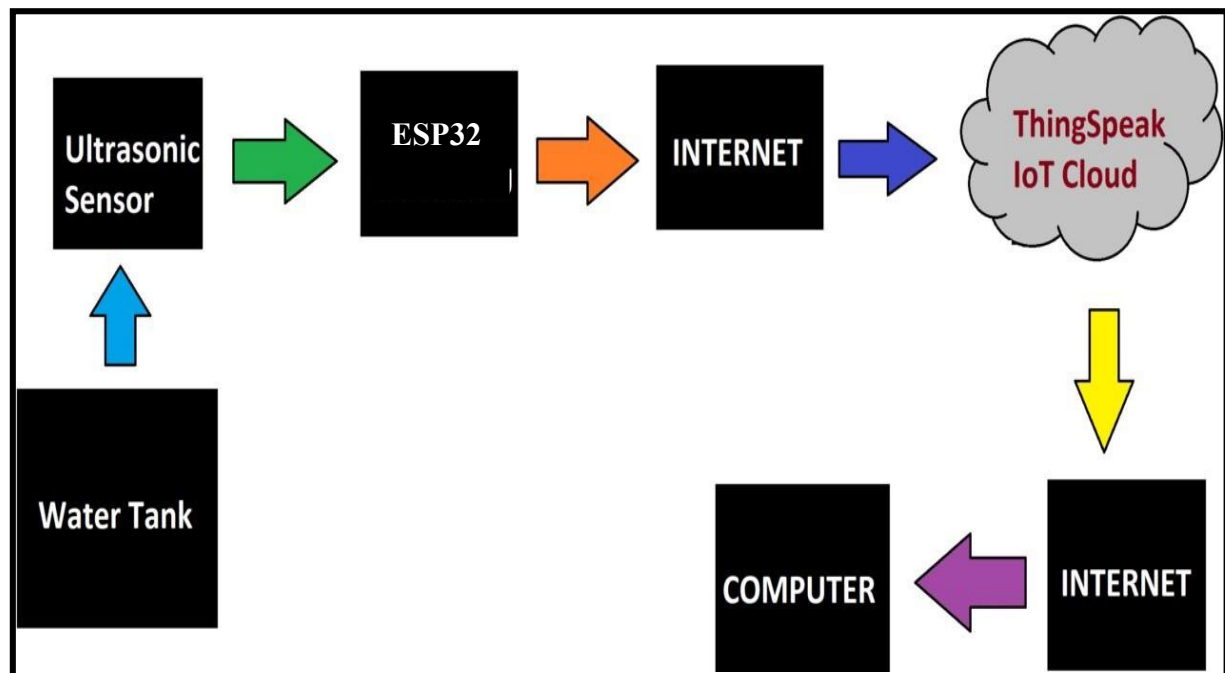 Ultrasonic
Sensor
ESP32
INTERNET
ThingSpeak
IoT Cloud
Water Tank
COMPUTER
INTERNET